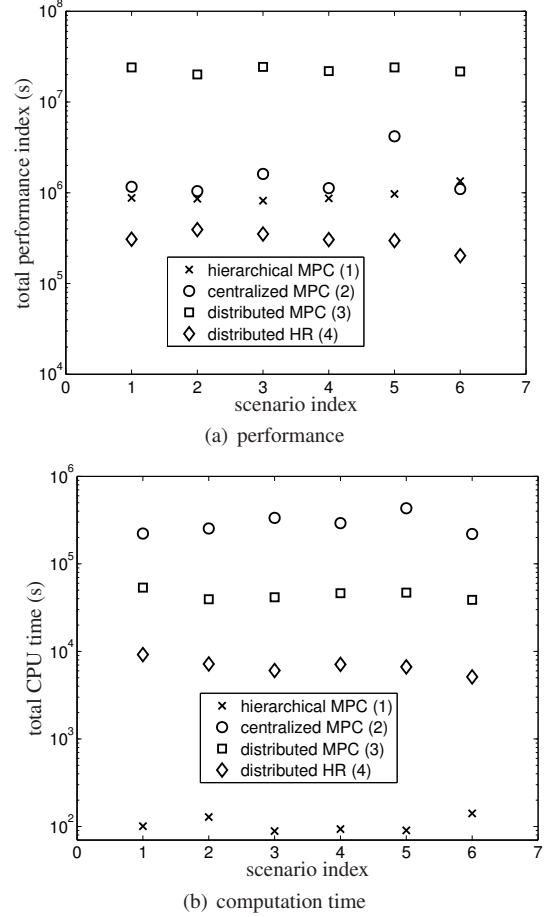 10^8
10^7
10^6
10^5
10^4
total performance index (s)
hierarchical MPC (1)
centralized MPC (2)
distributed MPC (3)
distributed HR (4)
0 1 2 3 4 5 6 7
scenario index
(a) performance
10^6
10^5
10^4
10^3
10^2
total CPU time (s)
hierarchical MPC (1)
centralized MPC (2)
distributed MPC (3)
distributed HR (4)
0 1 2 3 4 5 6 7
scenario index
(b) computation time